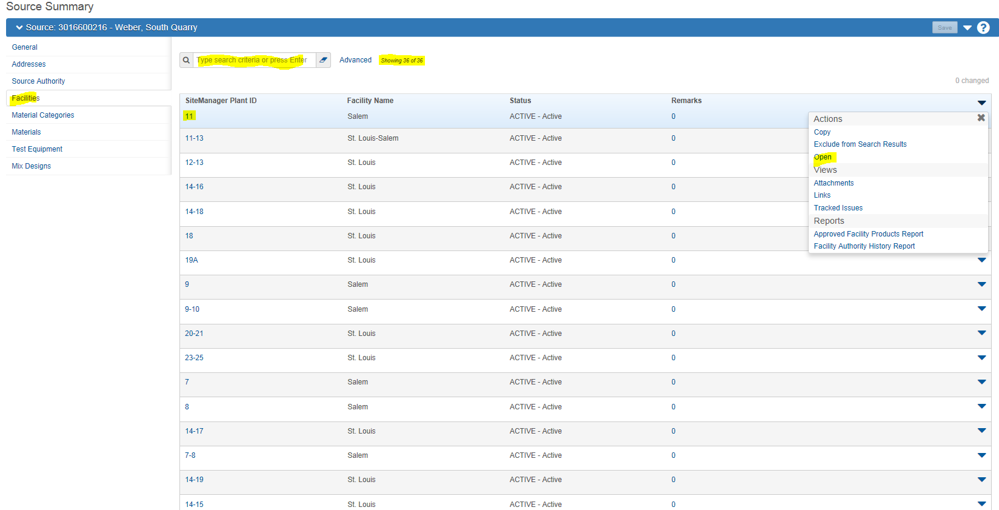 Source Summary
Source: 3016600216 - Weber, South Quarry
Save
?
General
Addresses
Source Authority
Facilities
Material Categories
Materials
Test Equipment
Mix Designs
Type search criteria or press Enter
Advanced
Showing 36 of 36
0 changed
SiteManager Plant ID Facility Name Status Remarks
11 Salem ACTIVE - Active 0
11-13 St. Louis-Salem ACTIVE - Active 0
12-13 St. Louis ACTIVE - Active 0
14-16 St. Louis ACTIVE - Active 0
14-18 St. Louis ACTIVE - Active 0
18 St. Louis ACTIVE - Active 0
19A St. Louis ACTIVE - Active 0
9 Salem ACTIVE - Active 0
9-10 Salem ACTIVE - Active 0
20-21 St. Louis ACTIVE - Active 0
23-25 St. Louis ACTIVE - Active 0
7 Salem ACTIVE - Active 0
8 Salem ACTIVE - Active 0
14-17 St. Louis ACTIVE - Active 0
7-8 Salem ACTIVE - Active 0
14-19 St. Louis ACTIVE - Active 0
14-15 St. Louis ACTIVE - Active 0
Actions
Copy
Exclude from Search Results
Open
Views
Attachments
Links
Tracked Issues
Reports
Approved Facility Products Report
Facility Authority History Report